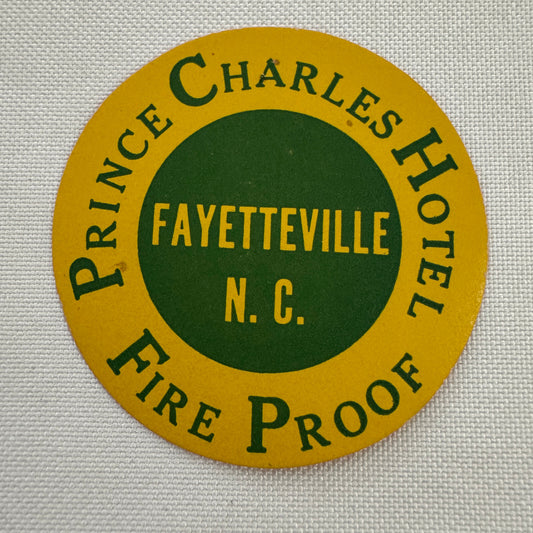 PRINCE CHARLES HOTEL
FAYETTEVILLE
N. C.
FIRE PROOF